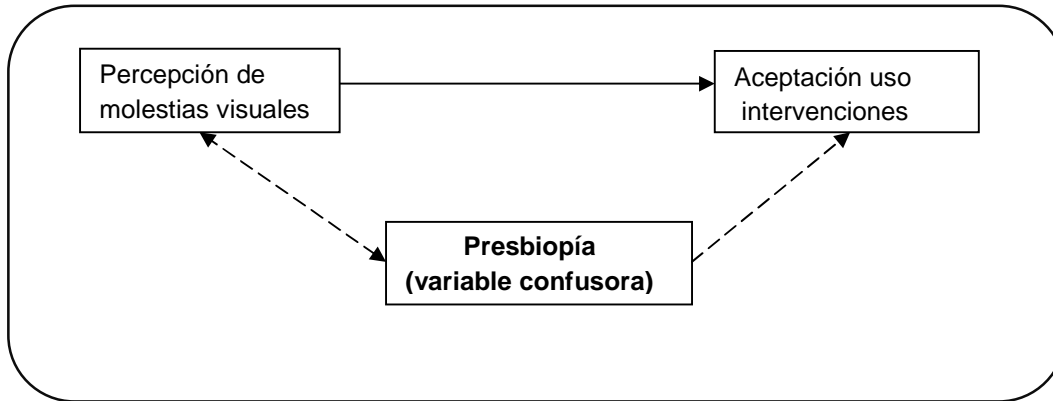 Percepción de
molestias visuales
Aceptación uso
intervenciones
Presbiopía
(variable confusora)